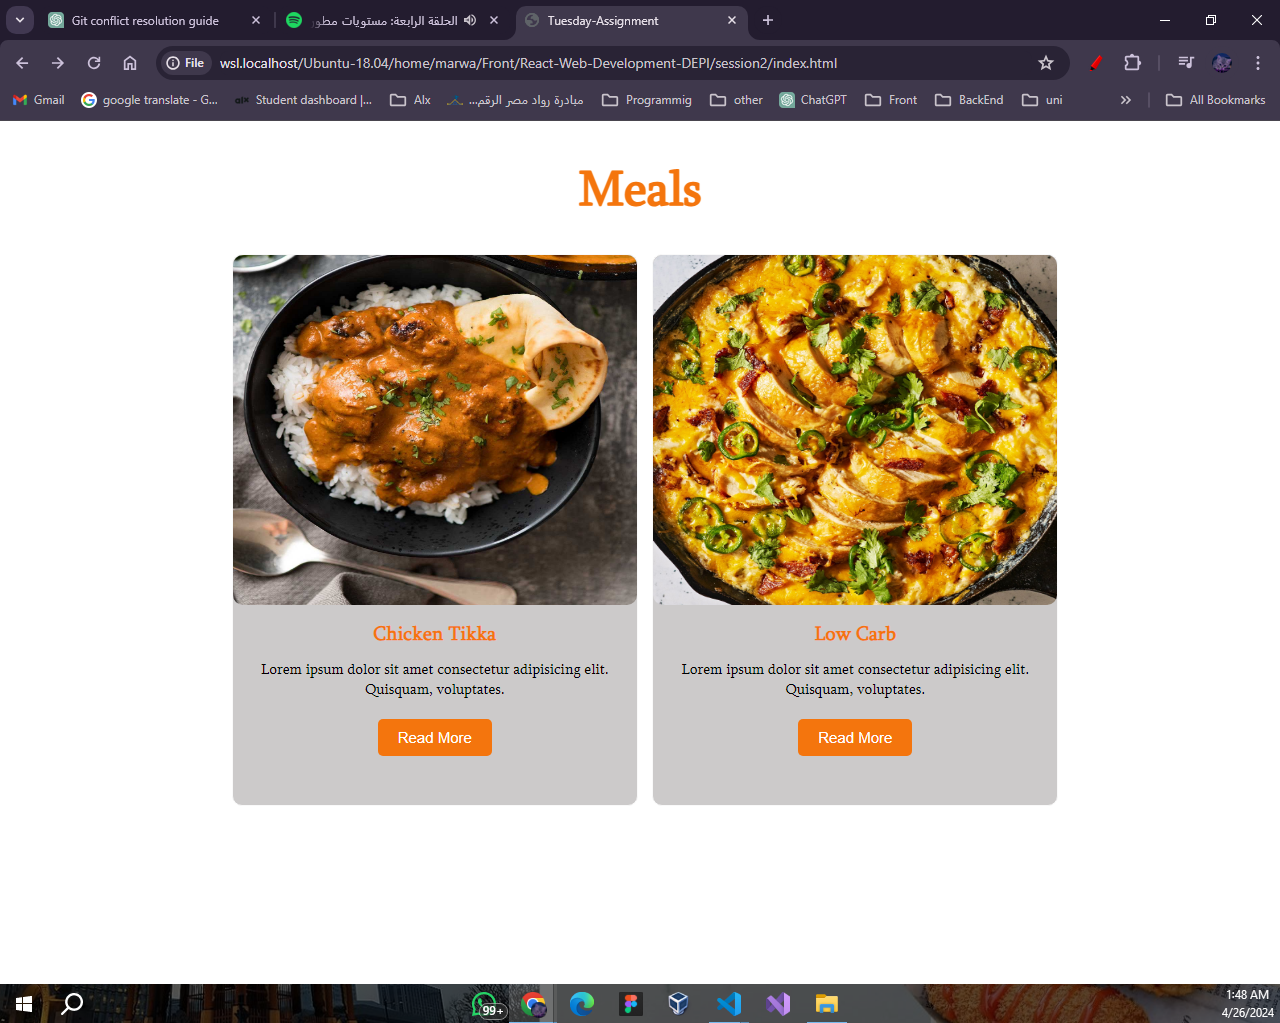 Git conflict resolution guide
الحلقة الرابعة: مستويات مطور
Tuesday-Assignment
File
wsl.localhost/Ubuntu-18.04/home/marwa/Front/React-Web-Development-DEPI/session2/index.html
Gmail
google translate - G...
Student dashboard |...
Alx
مبادرة رواد مصر الرقم...
Programmig
other
ChatGPT
Front
BackEnd
uni
All Bookmarks
Meals
Chicken Tikka
Lorem ipsum dolor sit amet consectetur adipisicing elit.
Quisquam, voluptates.
Read More
Low Carb
Lorem ipsum dolor sit amet consectetur adipisicing elit.
Quisquam, voluptates.
Read More
99+
1:48 AM
4/26/2024